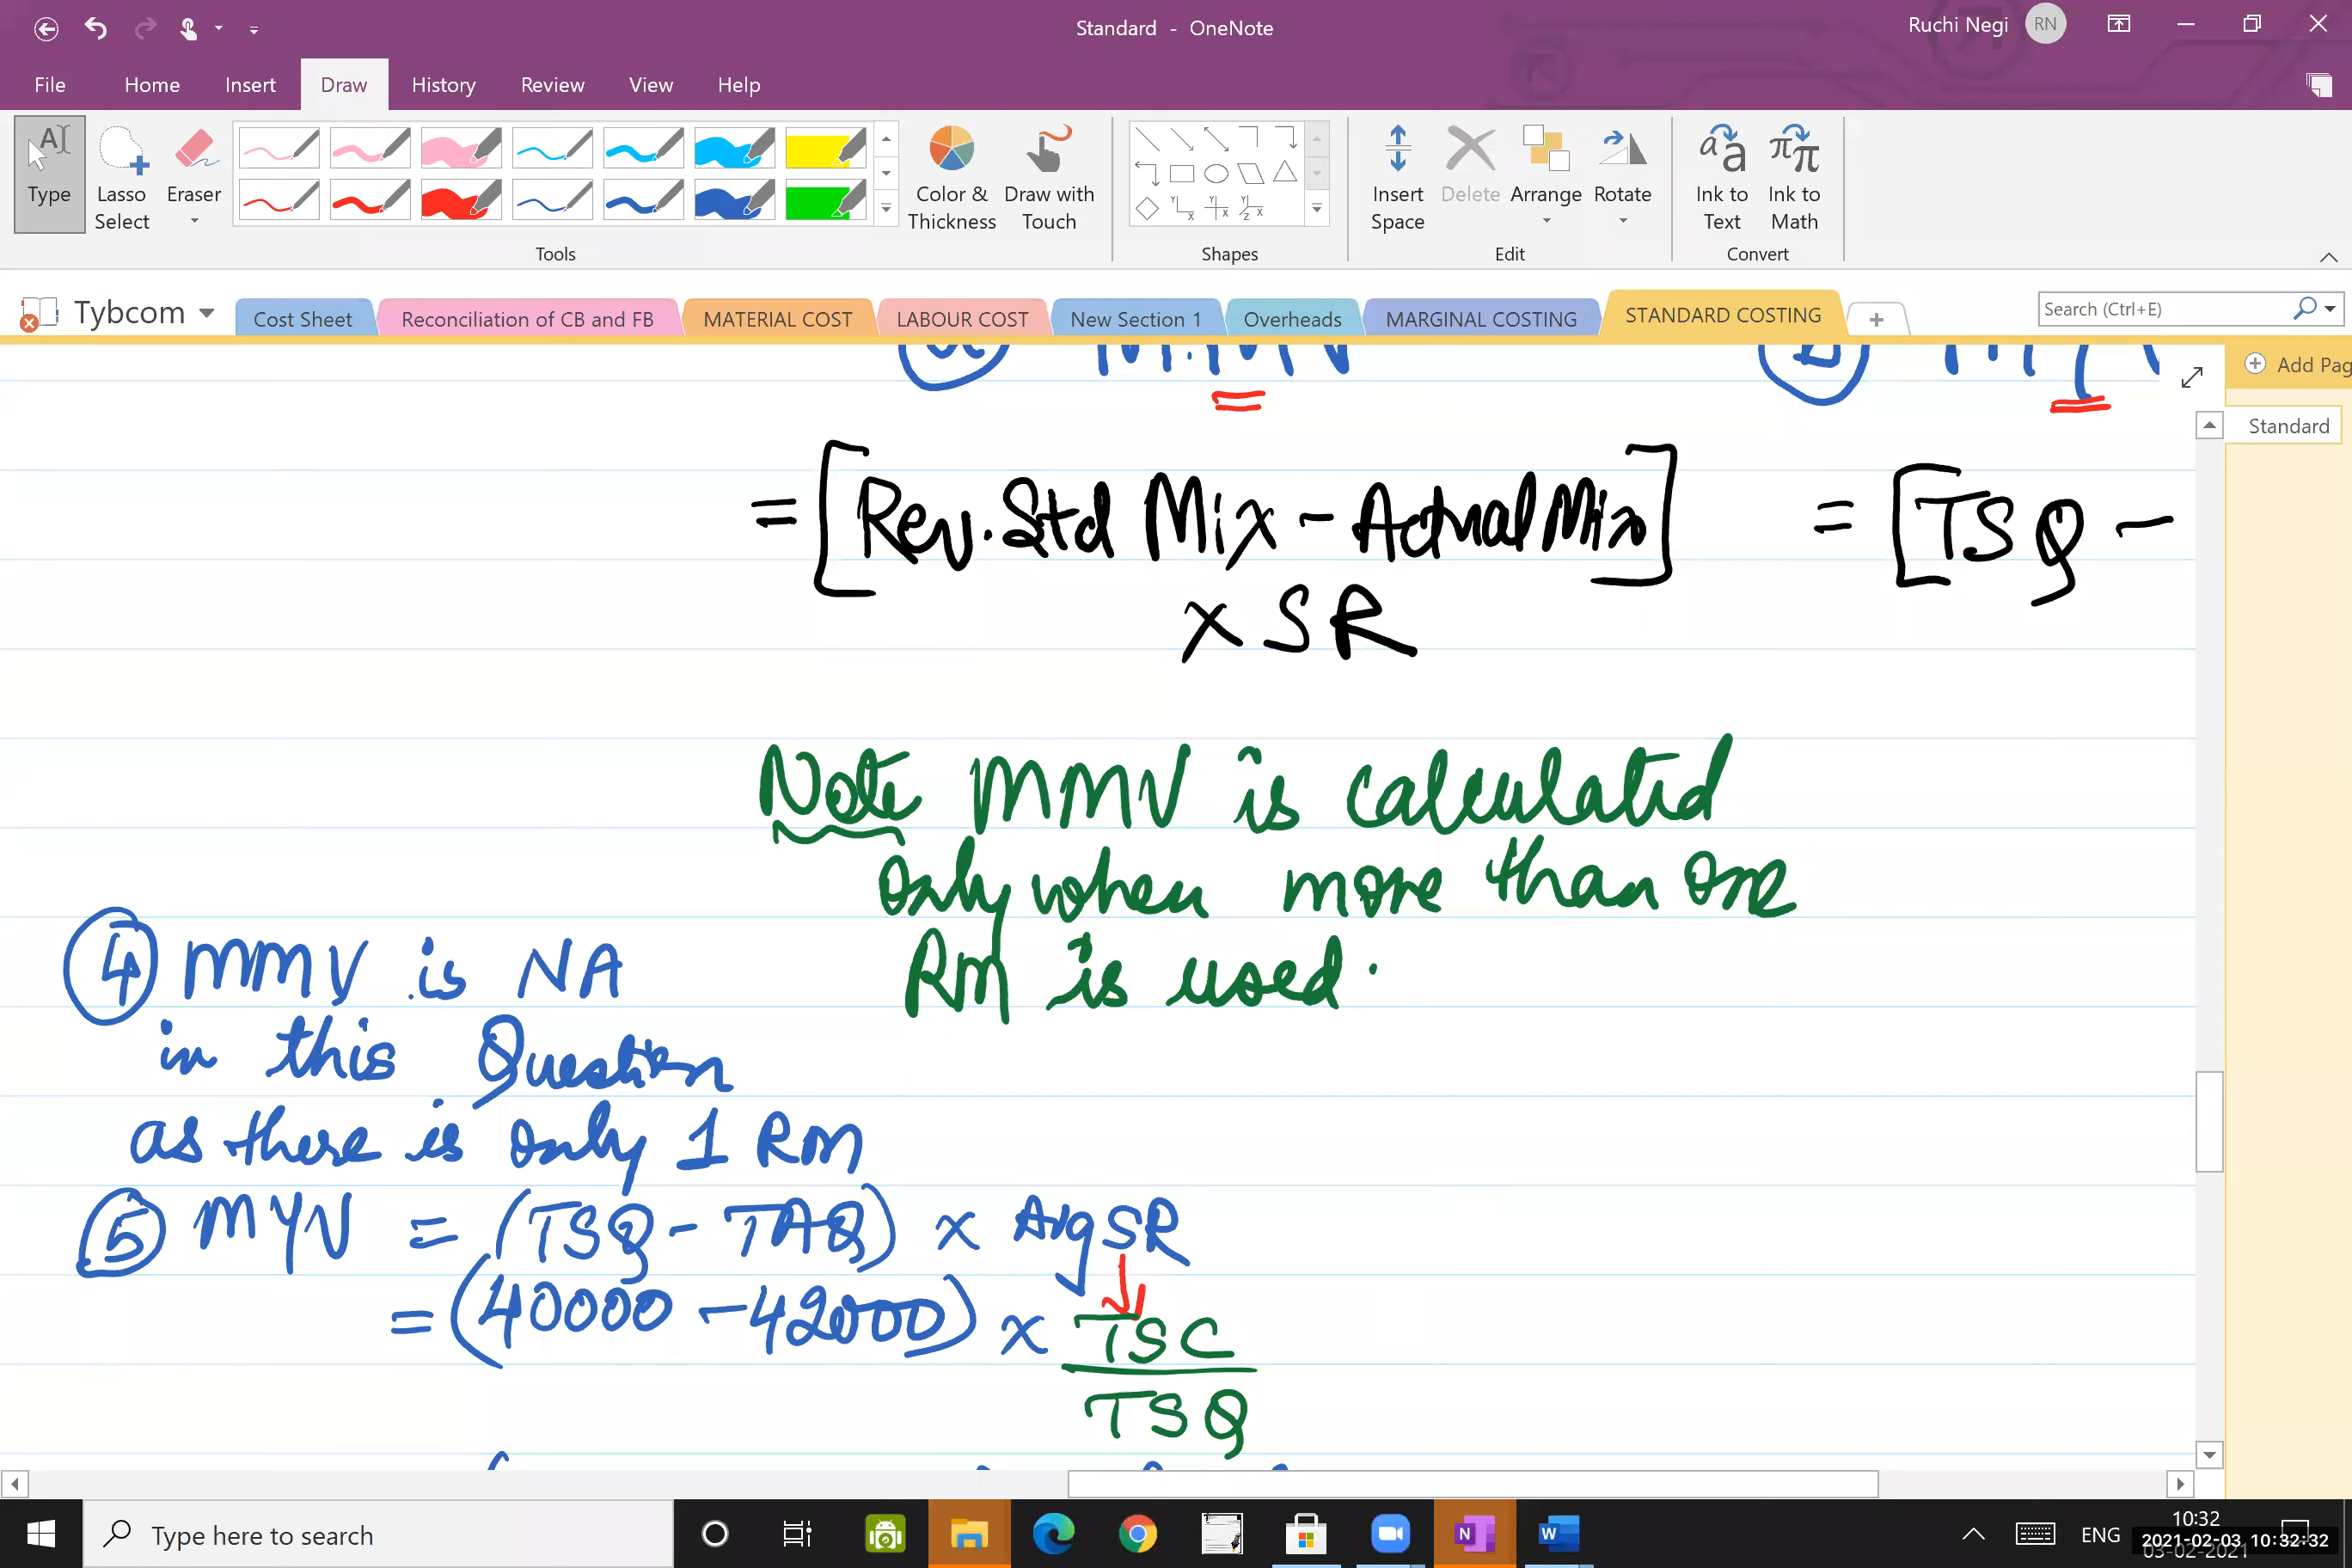 Standard - OneNote
Ruchi Negi RN
File Home Insert Draw History Review View Help
Type
Lasso Select
Eraser
Color & Thickness
Draw with Touch
Insert Space
Delete
Arrange
Rotate
Ink to Text
Ink to Math
Tools
Shapes
Edit
Convert
Tybcom
Cost Sheet
Reconciliation of CB and FB
MATERIAL COST
LABOUR COST
New Section 1
Overheads
MARGINAL COSTING
STANDARD COSTING
Search (Ctrl+E)
Add Pag
Standard
= [Rev. Std Mix - Actual Mix] = [TSQ -
x SR
Note MMV is calculated
only when more than one
RM is used.
4 MMV is NA
in this Question
as there is only 1 RM
5 MYV = (TSQ - TAQ) x Avg SR
= (40000 - 42000) x TSC
TSQ
Type here to search
ENG
10:32
03-02-2021
2021-02-03 10:32:32